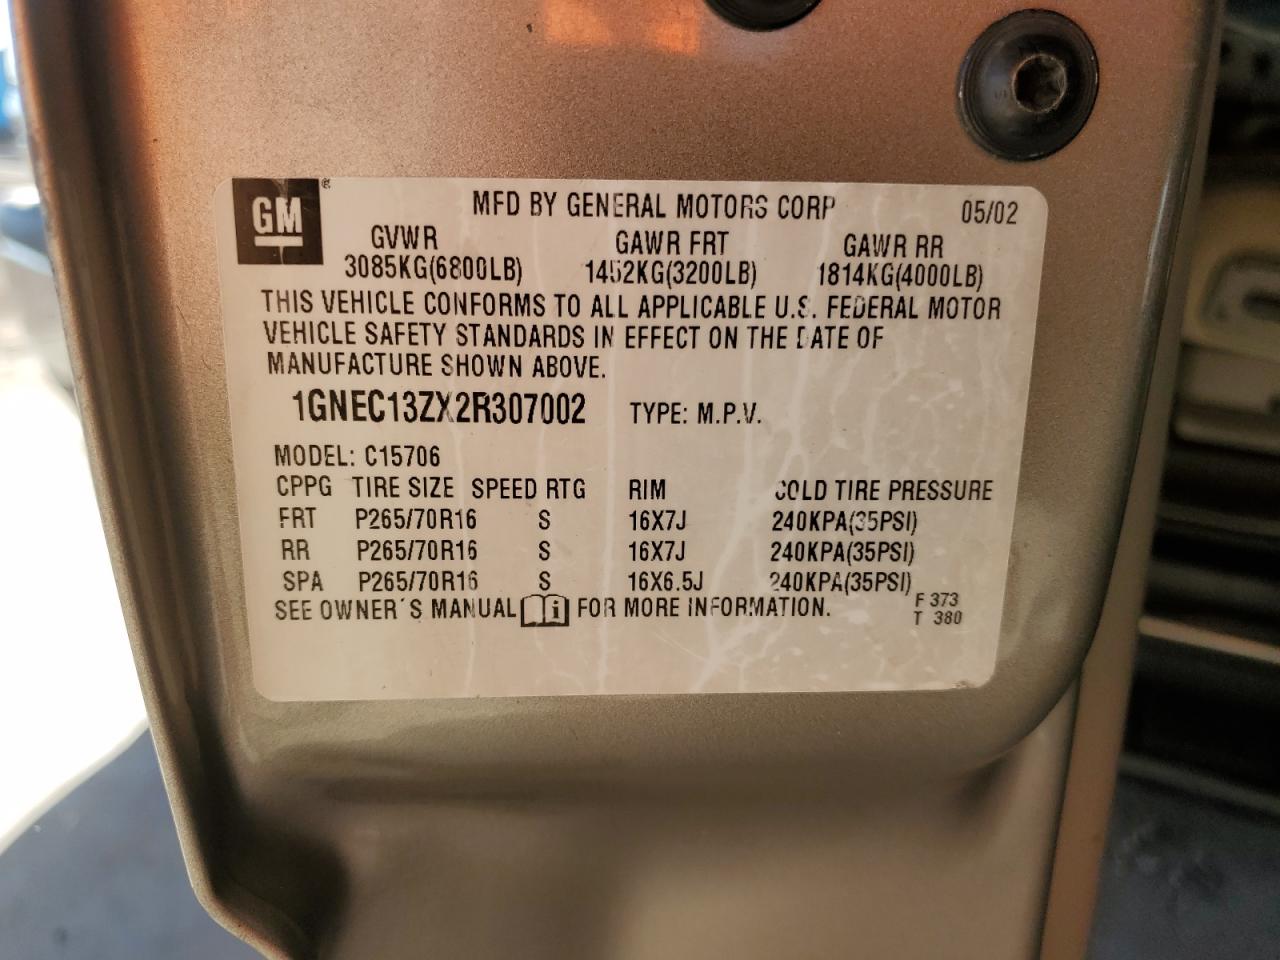 GM®
MFD BY GENERAL MOTORS CORP 05/02
GVWR GAWR FRT GAWR RR
3085KG(6800LB) 1452KG(3200LB) 1814KG(4000LB)
THIS VEHICLE CONFORMS TO ALL APPLICABLE U.S. FEDERAL MOTOR
VEHICLE SAFETY STANDARDS IN EFFECT ON THE DATE OF
MANUFACTURE SHOWN ABOVE.
1GNEC13ZX2R307002 TYPE: M.P.V.
MODEL: C15706
CPPG TIRE SIZE SPEED RTG RIM COLD TIRE PRESSURE
FRT P265/70R16 S 16X7J 240KPA(35PSI)
RR P265/70R16 S 16X7J 240KPA(35PSI)
SPA P265/70R16 S 16X6.5J 240KPA(35PSI)
SEE OWNER´S MANUAL i FOR MORE INFORMATION.
F 373
T 380